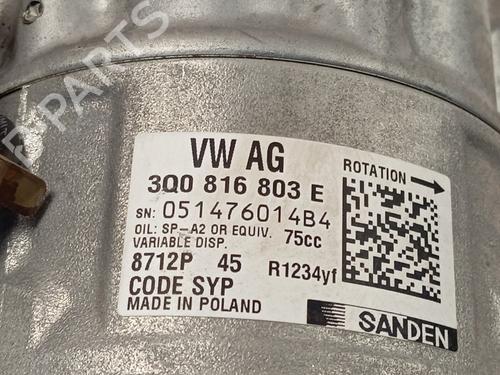 VW AG
3Q0 816 803 E
SN: 051476014B4
OIL: SP-A2 OR EQUIV. 75cc
VARIABLE DISP.
8712P 45 R1234yf
CODE SYP
MADE IN POLAND
ROTATION
SANDEN
B-PARTS